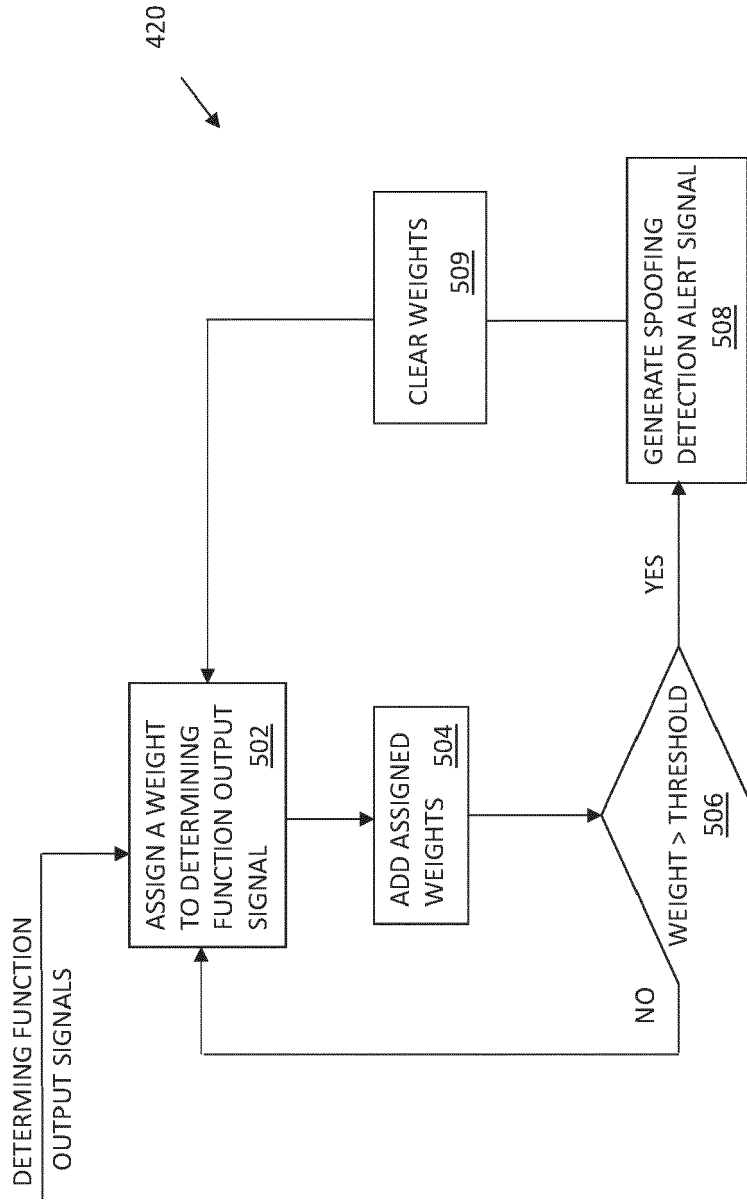 DETERMING FUNCTION
OUTPUT SIGNALS
420
ASSIGN A WEIGHT
TO DETERMINING
FUNCTION OUTPUT
SIGNAL
502
CLEAR WEIGHTS
509
ADD ASSIGNED
WEIGHTS
504
NO
WEIGHT > THRESHOLD
506
YES
GENERATE SPOOFING
DETECTION ALERT SIGNAL
508